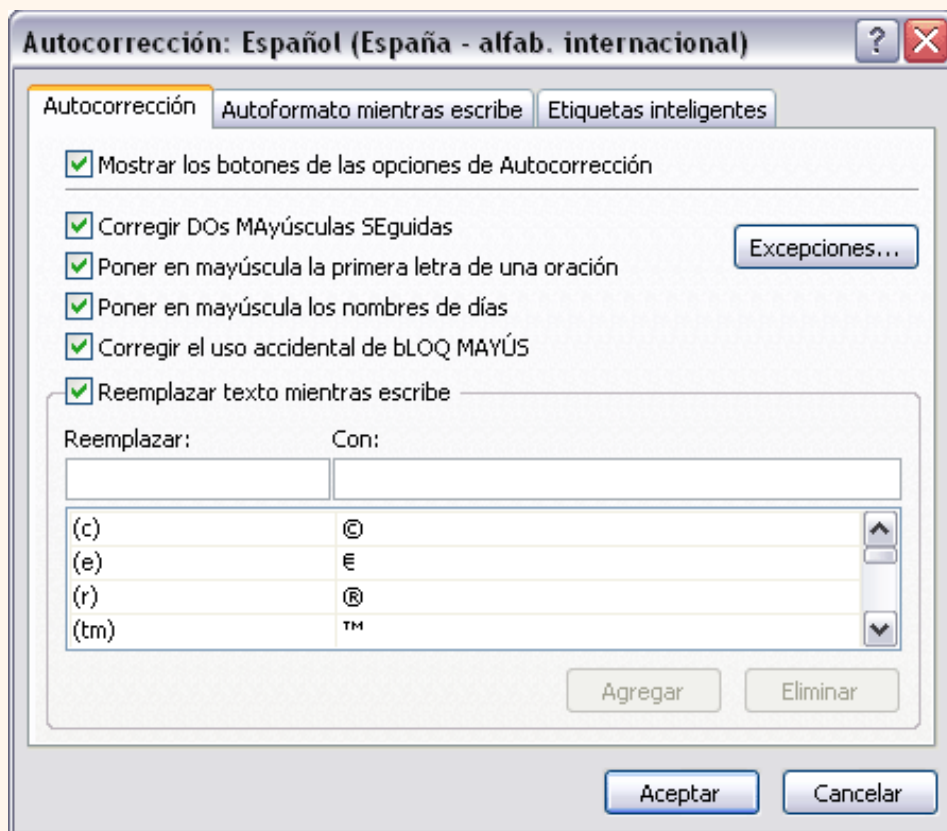 Autocorrección: Español (España - alfab. internacional)
Autocorrección Autoformato mientras escribe Etiquetas inteligentes
Mostrar los botones de las opciones de Autocorrección
Corregir DOs MAyúsculas SEguidas
Excepciones...
Poner en mayúscula la primera letra de una oración
Poner en mayúscula los nombres de días
Corregir el uso accidental de bLOQ MAYÚS
Reemplazar texto mientras escribe
Reemplazar: Con:
(c) ©
(e) €
(r) ®
(tm) ™
Agregar Eliminar
Aceptar Cancelar